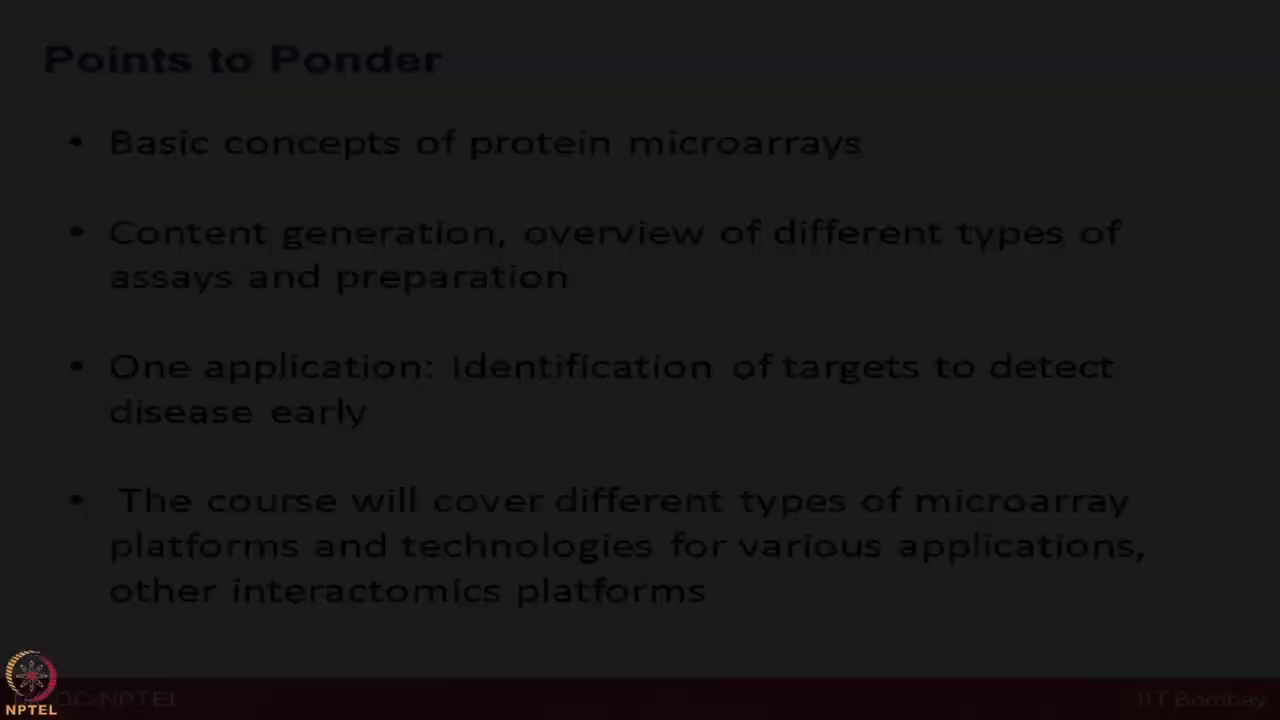 Points to Ponder
• Basic concepts of protein microarrays
• Content generation, overview of different types of
assays and preparation
• One application: Identification of targets to detect
disease early
• The course will cover different types of microarray
platforms and technologies for various applications,
other interactomics platforms
NPTEL
IIT Bombay